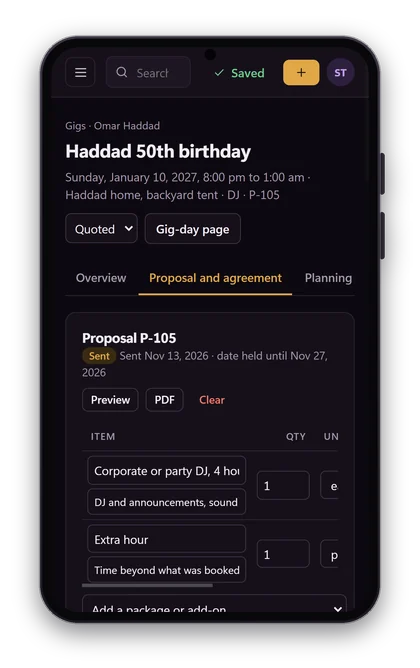 Search
Saved
+
ST
Gigs · Omar Haddad
Haddad 50th birthday
Sunday, January 10, 2027, 8:00 pm to 1:00 am ·
Haddad home, backyard tent · DJ · P-105
Quoted
Gig-day page
Overview
Proposal and agreement
Planning
Proposal P-105
Sent Sent Nov 13, 2026 · date held until Nov 27,
2026
Preview
PDF
Clear
ITEM
QTY
UN
Corporate or party DJ, 4 hou
DJ and announcements, sound
1
Extra hour
Time beyond what was booked
1
p
Add a package or add-on